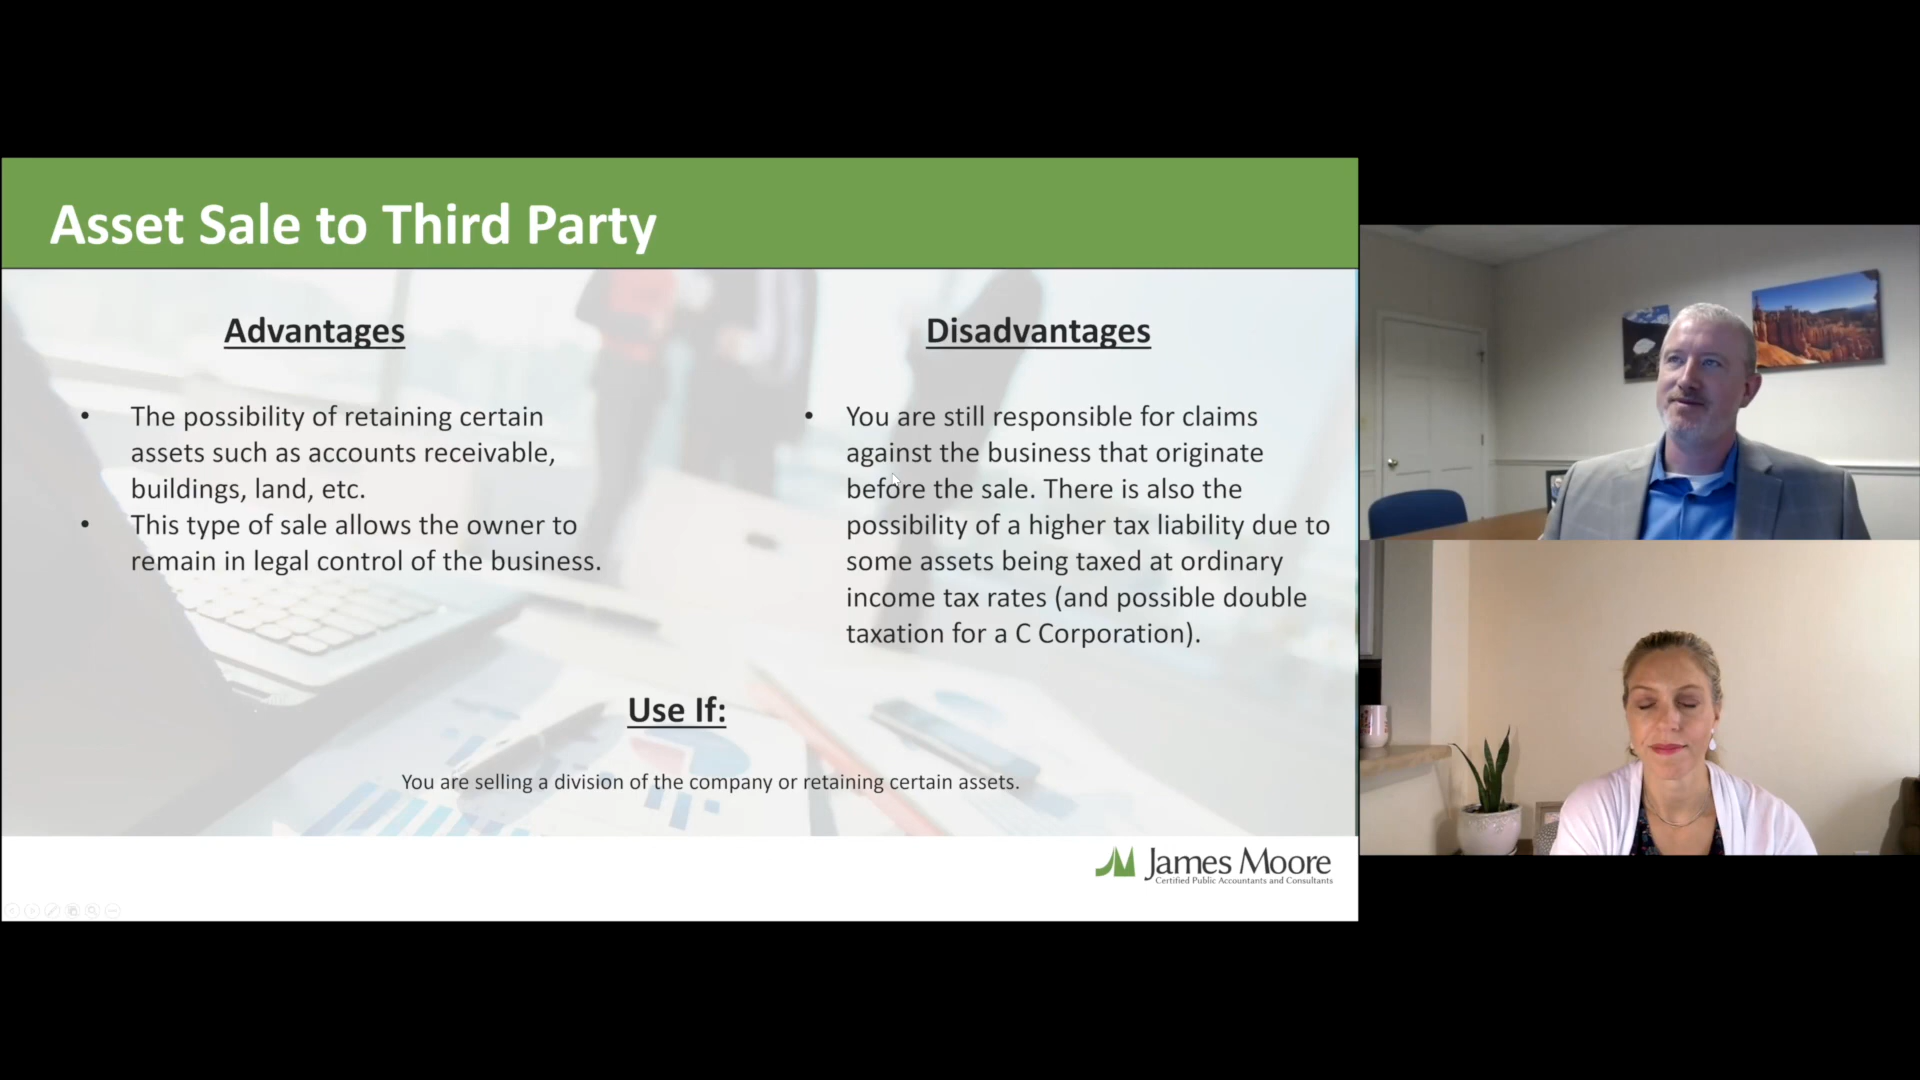 Asset Sale to Third Party
Advantages
• The possibility of retaining certain
assets such as accounts receivable,
buildings, land, etc.
• This type of sale allows the owner to
remain in legal control of the business.
Disadvantages
• You are still responsible for claims
against the business that originate
before the sale. There is also the
possibility of a higher tax liability due to
some assets being taxed at ordinary
income tax rates (and possible double
taxation for a C Corporation).
Use If:
You are selling a division of the company or retaining certain assets.
James Moore
Certified Public Accountants and Consultants